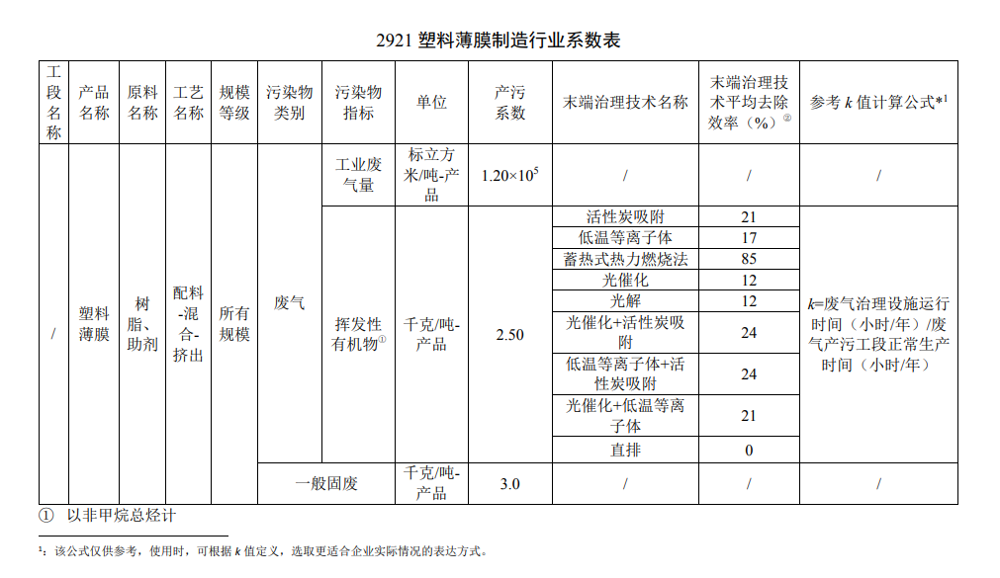 2921 塑料薄膜制造行业系数表
工
段
名
称
产品
名称
原料
名称
工艺
名称
规模
等级
污染物
类别
污染物
指标
单位
产污
系数
末端治理技术名称
末端治理技
术平均去除
效率（%）②
参考 k 值计算公式*1
/
塑料
薄膜
树
脂、
助剂
配料
-混
合-
挤出
所有
规模
废气
工业废
气量
标立方
米/吨-产
品
1.20×105
/
/
/
挥发性
有机物①
千克/吨-
产品
2.50
活性炭吸附
21
低温等离子体
17
蓄热式热力燃烧法
85
光催化
12
光解
12
光催化+活性炭吸
附
24
低温等离子体+活
性炭吸附
24
光催化+低温等离
子体
21
直排
0
k=废气治理设施运行
时间（小时/年）/废
气产污工段正常生产
时间（小时/年）
一般固废
千克/吨-
产品
3.0
/
/
/
① 以非甲烷总烃计
1：该公式仅供参考，使用时，可根据 k 值定义，选取更适合企业实际情况的表达方式。